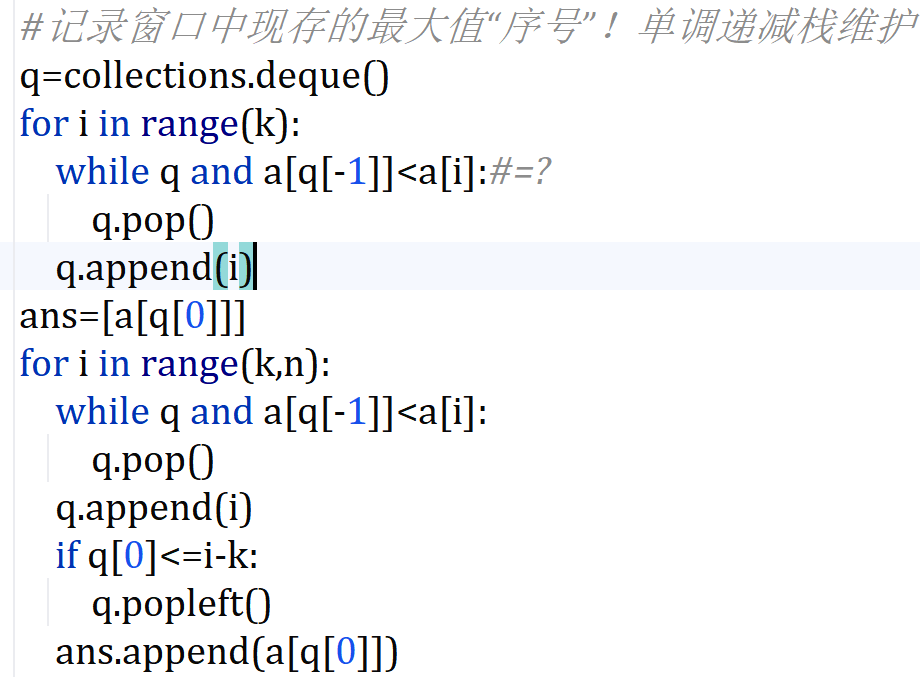 #记录窗口中现存的最大值“序号”！单调递减栈维护
q=collections.deque()
for i in range(k):
    while q and a[q[-1]]<a[i]:#=?
        q.pop()
    q.append(i)
ans=[a[q[0]]]
for i in range(k,n):
    while q and a[q[-1]]<a[i]:
        q.pop()
    q.append(i)
    if q[0]<=i-k:
        q.popleft()
    ans.append(a[q[0]])